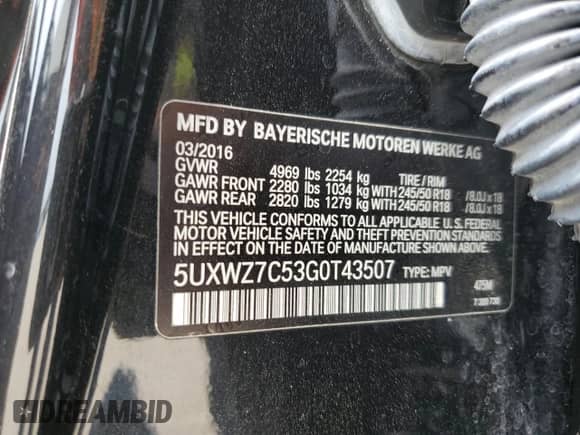 MFD BY BAYERISCHE MOTOREN WERKE AG
03/2016
GVWR 4969 lbs 2254 kg TIRE / RIM
GAWR FRONT 2280 lbs 1034 kg WITH 245/50 R18 / 8.0J x 18
GAWR REAR 2820 lbs 1279 kg WITH 245/50 R18 / 8.0J x 18
THIS VEHICLE CONFORMS TO ALL APPLICABLE U.S. FEDERAL
MOTOR VEHICLE SAFETY, BUMPER, AND THEFT PREVENTION
STANDARDS IN EFFECT ON THE DATE OF MANUFACTURE SHOWN ABOVE.
5UXWZ7C53G0T43507 TYPE: MPV
475M
DREAMBID